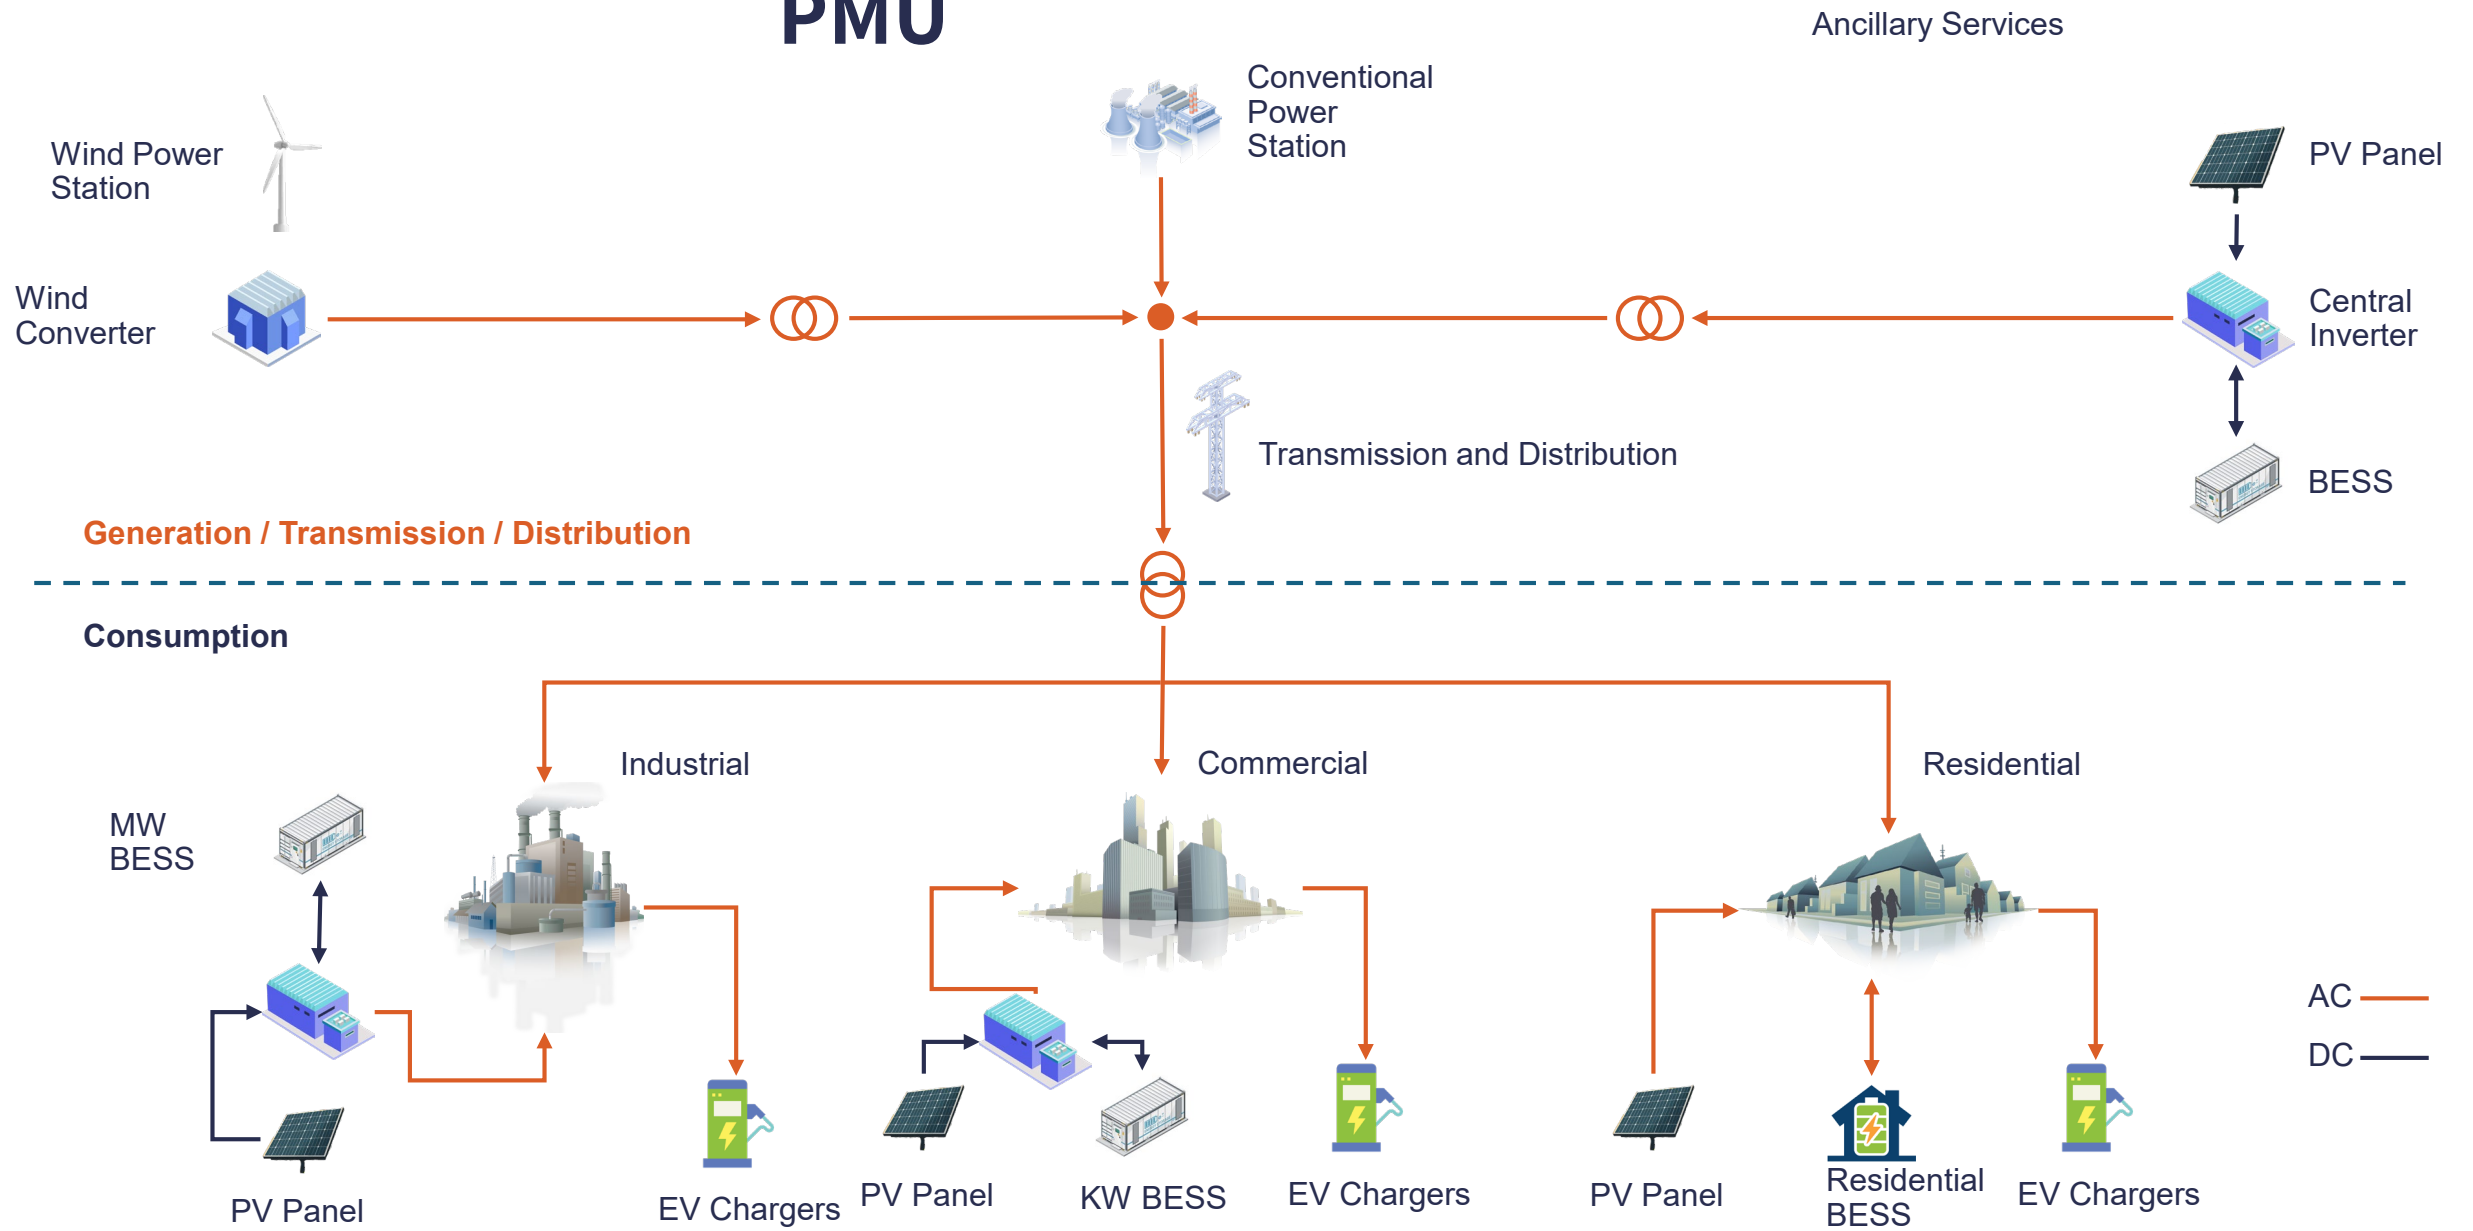 PMU
Ancillary Services
Conventional
Power
Station
Wind Power
Station
PV Panel
Wind
Converter
Central
Inverter
Transmission and Distribution
BESS
Generation / Transmission / Distribution
Consumption
Industrial
Commercial
Residential
MW
BESS
AC
DC
PV Panel
EV Chargers
PV Panel
KW BESS
EV Chargers
PV Panel
Residential
BESS
EV Chargers